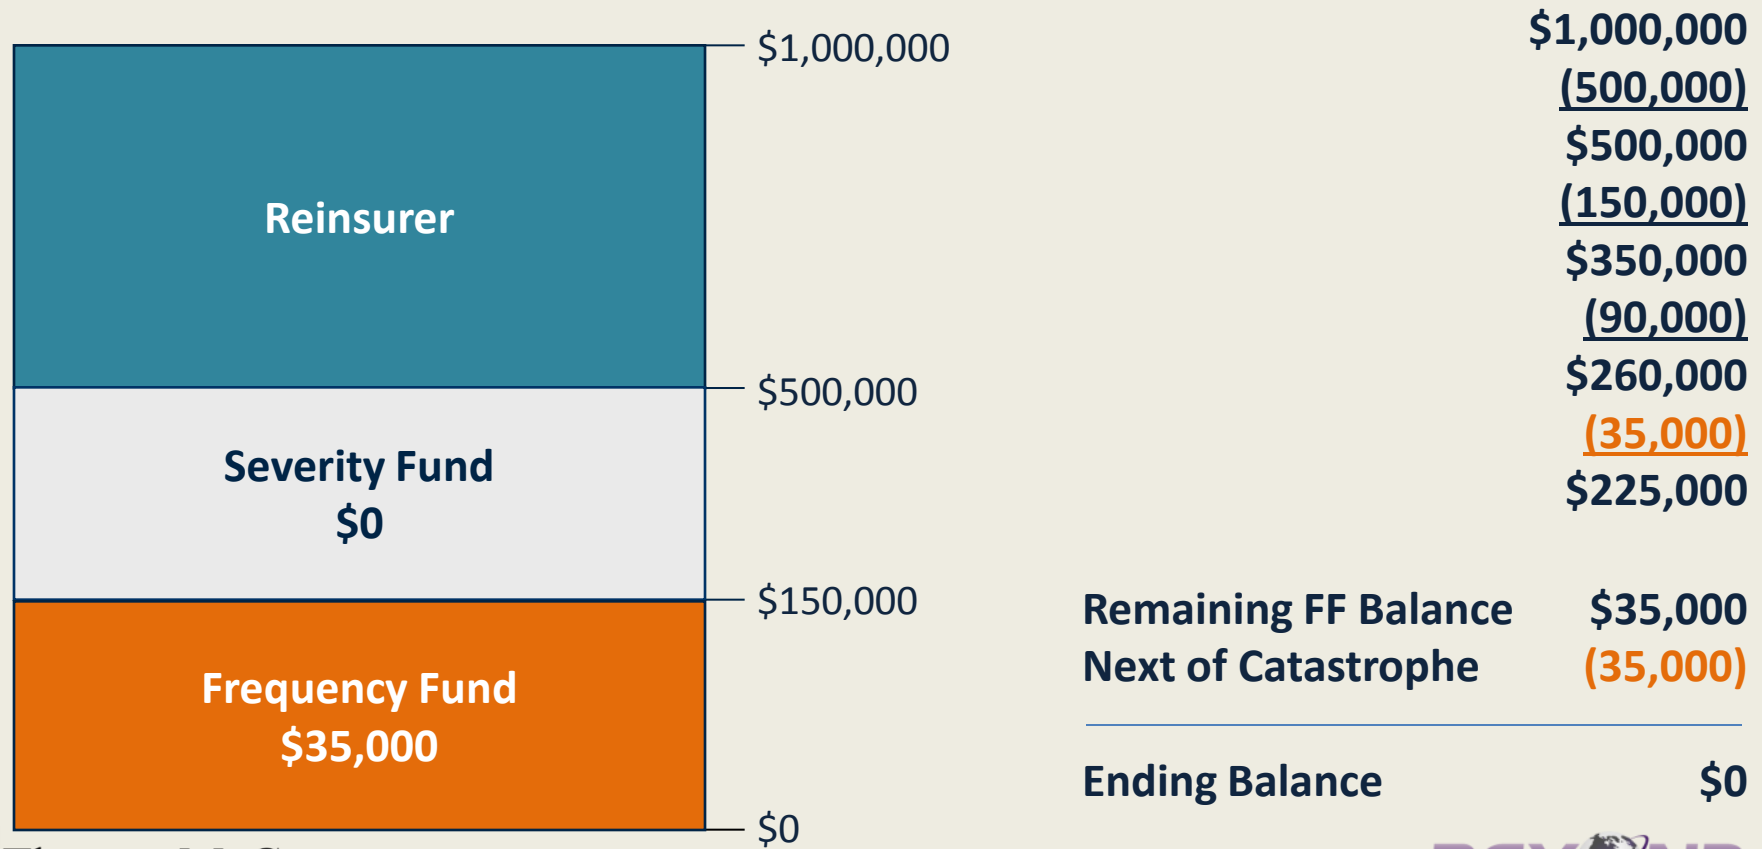 $1,000,000
Reinsurer
$500,000
Severity Fund
$0
$150,000
Frequency Fund
$35,000
$0
$1,000,000
(500,000)
$500,000
(150,000)
$350,000
(90,000)
$260,000
(35,000)
$225,000
Remaining FF Balance $35,000
Next of Catastrophe (35,000)
Ending Balance $0